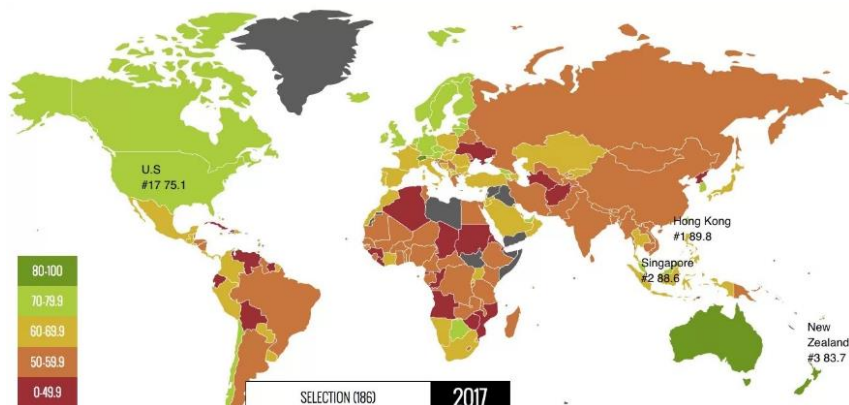 U.S
#17 75.1
Hong Kong
#1 89.8
Singapore
#2 88.6
New
Zealand
#3 83.7
80-100
70-79.9
60-69.9
50-59.9
0-49.9
SELECTION (186)
2017